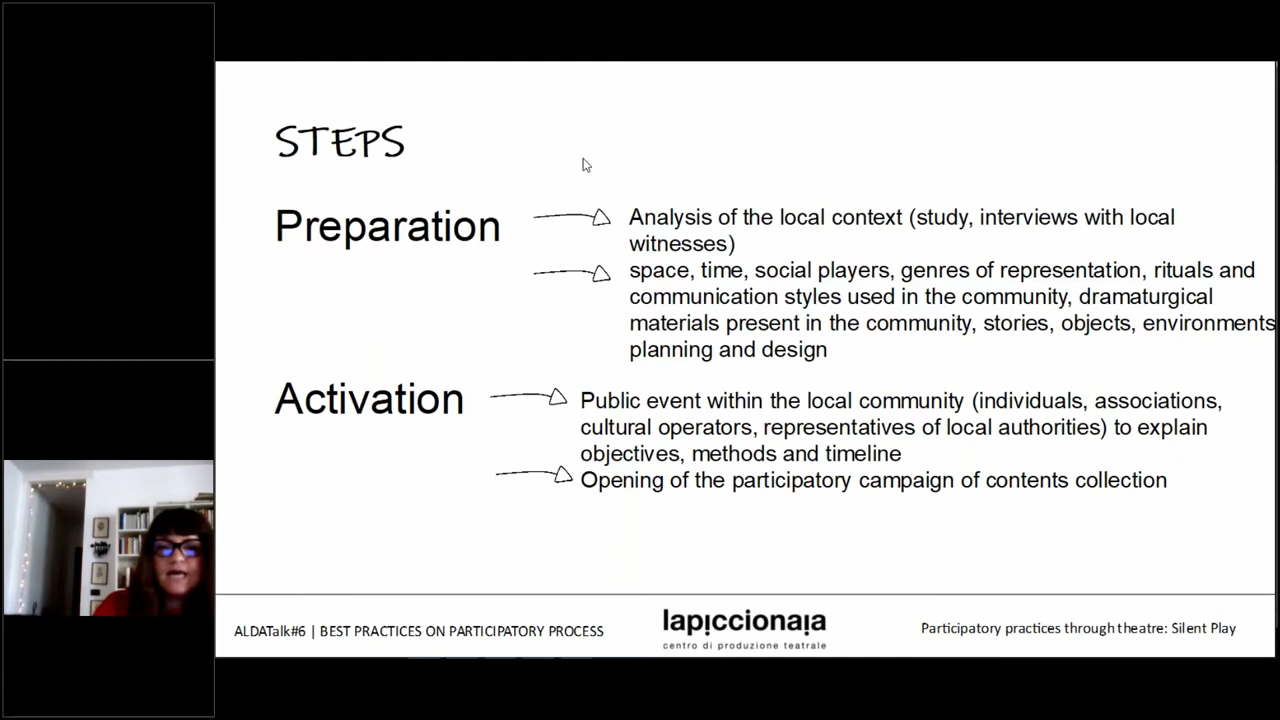 STEPS
Preparation
Analysis of the local context (study, interviews with local
witnesses)
space, time, social players, genres of representation, rituals and
communication styles used in the community, dramaturgical
materials present in the community, stories, objects, environments
planning and design
Activation
Public event within the local community (individuals, associations,
cultural operators, representatives of local authorities) to explain
objectives, methods and timeline
Opening of the participatory campaign of contents collection
ALDATalk#6 | BEST PRACTICES ON PARTICIPATORY PROCESS
lapiccionaia
centro di produzione teatrale
Participatory practices through theatre: Silent Play